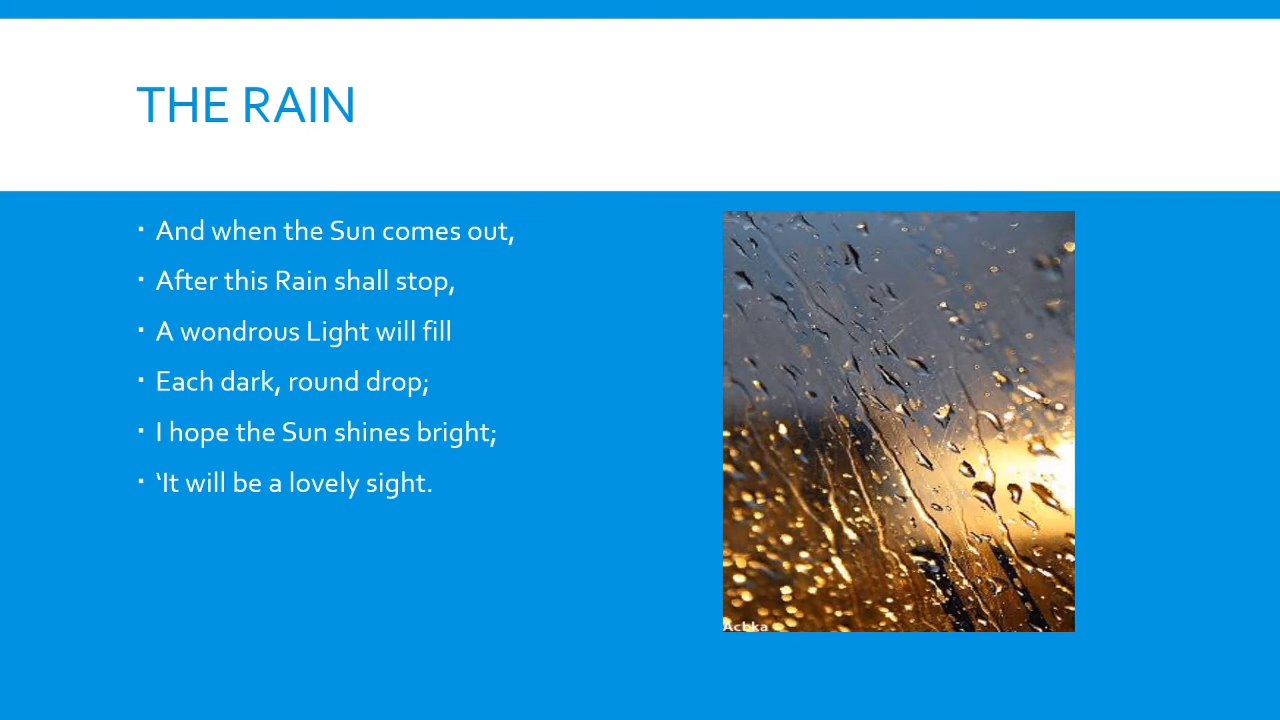 THE RAIN
▪ And when the Sun comes out,
▪ After this Rain shall stop,
▪ A wondrous Light will fill
▪ Each dark, round drop;
▪ I hope the Sun shines bright;
▪ ‘It will be a lovely sight.
Achka